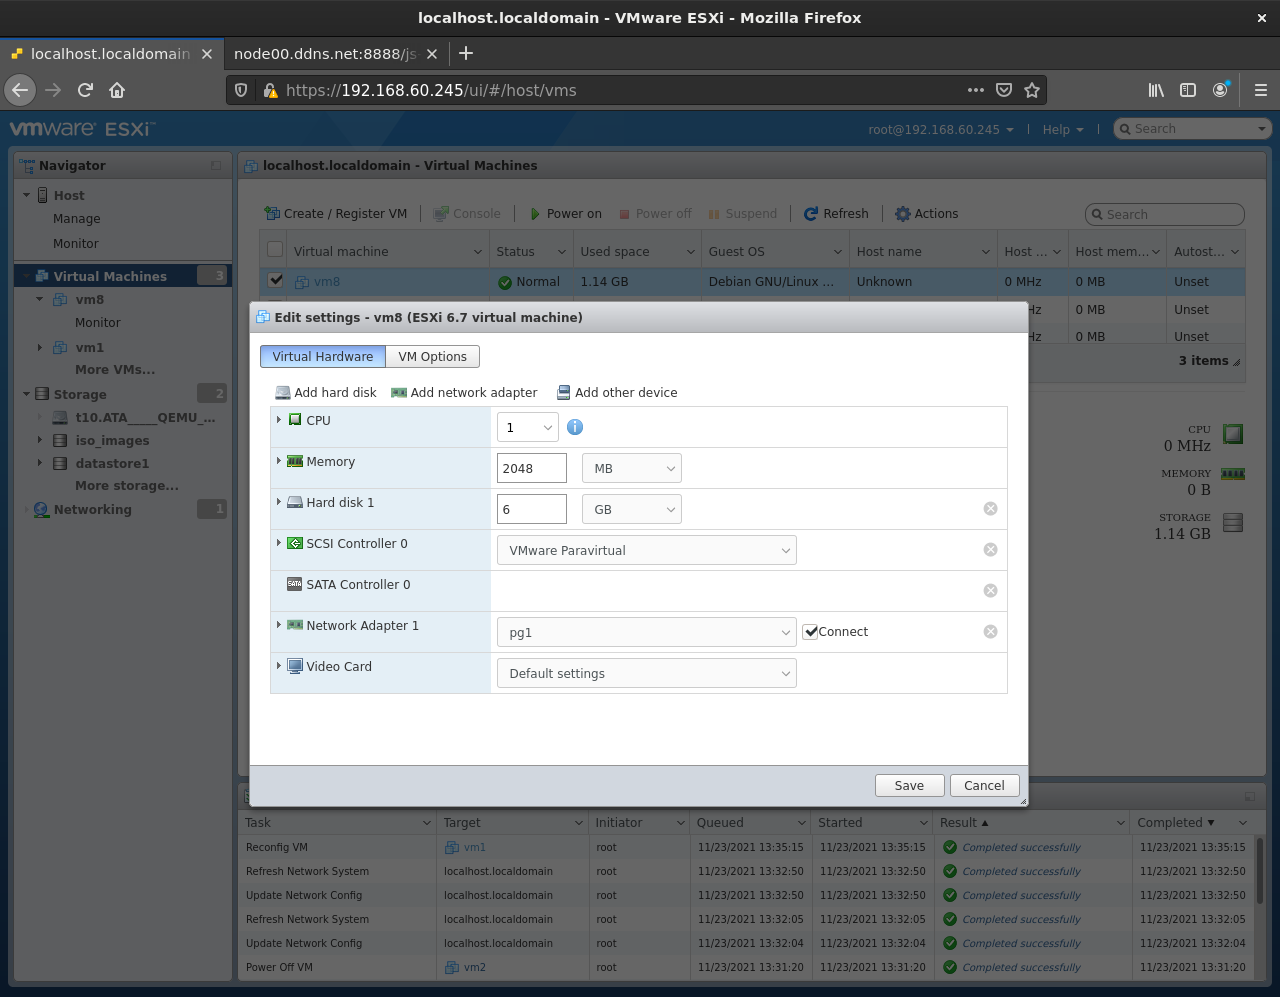 localhost.localdomain - VMware ESXi - Mozilla Firefox
localhost.localdomain
node00.ddns.net:8888/js
https://192.168.60.245/ui/#/host/vms
vmware ESXi™
root@192.168.60.245 | Help | Search
Navigator
Host
Manage
Monitor
Virtual Machines 3
vm8
Monitor
vm1
More VMs...
Storage 2
t10.ATA_____QEMU_...
iso_images
datastore1
More storage...
Networking 1
localhost.localdomain - Virtual Machines
Create / Register VM | Console | Power on Power off Suspend | Refresh | Actions
Search
Virtual machine Status Used space Guest OS Host name Host ... Host mem... Autost...
vm8 Normal 1.14 GB Debian GNU/Linux ... Unknown 0 MHz 0 MB Unset
Hz 0 MB Unset
Hz 0 MB Unset
3 items
CPU
0 MHz
MEMORY
0 B
STORAGE
1.14 GB
Edit settings - vm8 (ESXi 6.7 virtual machine)
Virtual Hardware VM Options
Add hard disk Add network adapter Add other device
CPU 1
Memory 2048 MB
Hard disk 1 6 GB
SCSI Controller 0 VMware Paravirtual
SATA SATA Controller 0
Network Adapter 1 pg1 Connect
Video Card Default settings
Save Cancel
Task Target Initiator Queued Started Result Completed
Reconfig VM vm1 root 11/23/2021 13:35:15 11/23/2021 13:35:15 Completed successfully 11/23/2021 13:35:15
Refresh Network System localhost.localdomain root 11/23/2021 13:32:50 11/23/2021 13:32:50 Completed successfully 11/23/2021 13:32:50
Update Network Config localhost.localdomain root 11/23/2021 13:32:50 11/23/2021 13:32:50 Completed successfully 11/23/2021 13:32:50
Refresh Network System localhost.localdomain root 11/23/2021 13:32:05 11/23/2021 13:32:05 Completed successfully 11/23/2021 13:32:05
Update Network Config localhost.localdomain root 11/23/2021 13:32:04 11/23/2021 13:32:04 Completed successfully 11/23/2021 13:32:04
Power Off VM vm2 root 11/23/2021 13:31:20 11/23/2021 13:31:20 Completed successfully 11/23/2021 13:31:20